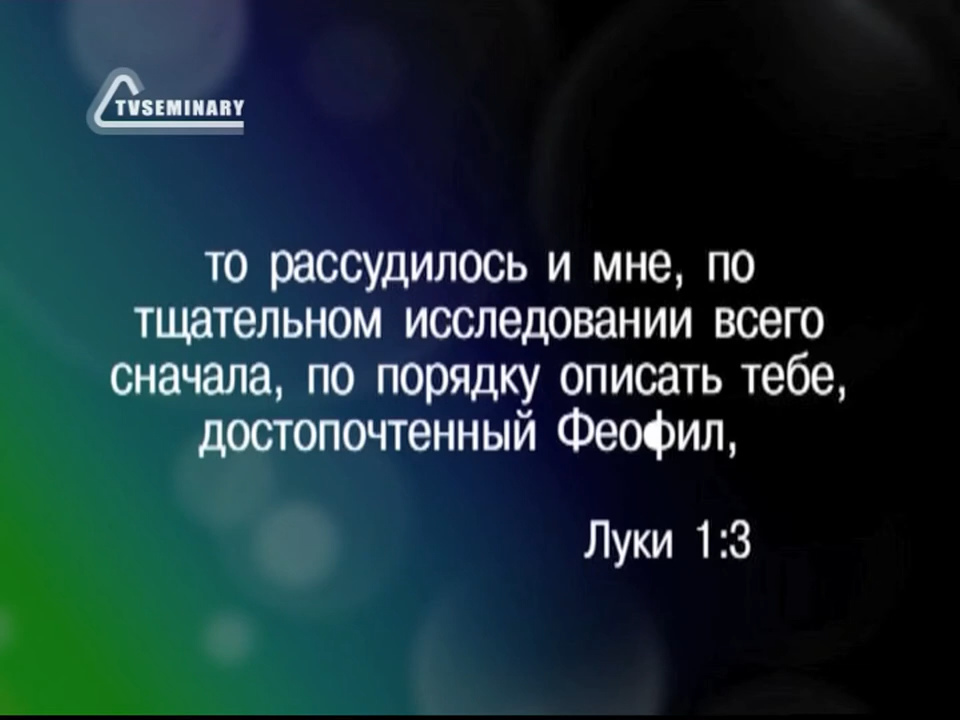 TVSEMINARY
то рассудилось и мне, по
тщательном исследовании всего
сначала, по порядку описать тебе,
достопочтенный Феофил,
Луки 1:3